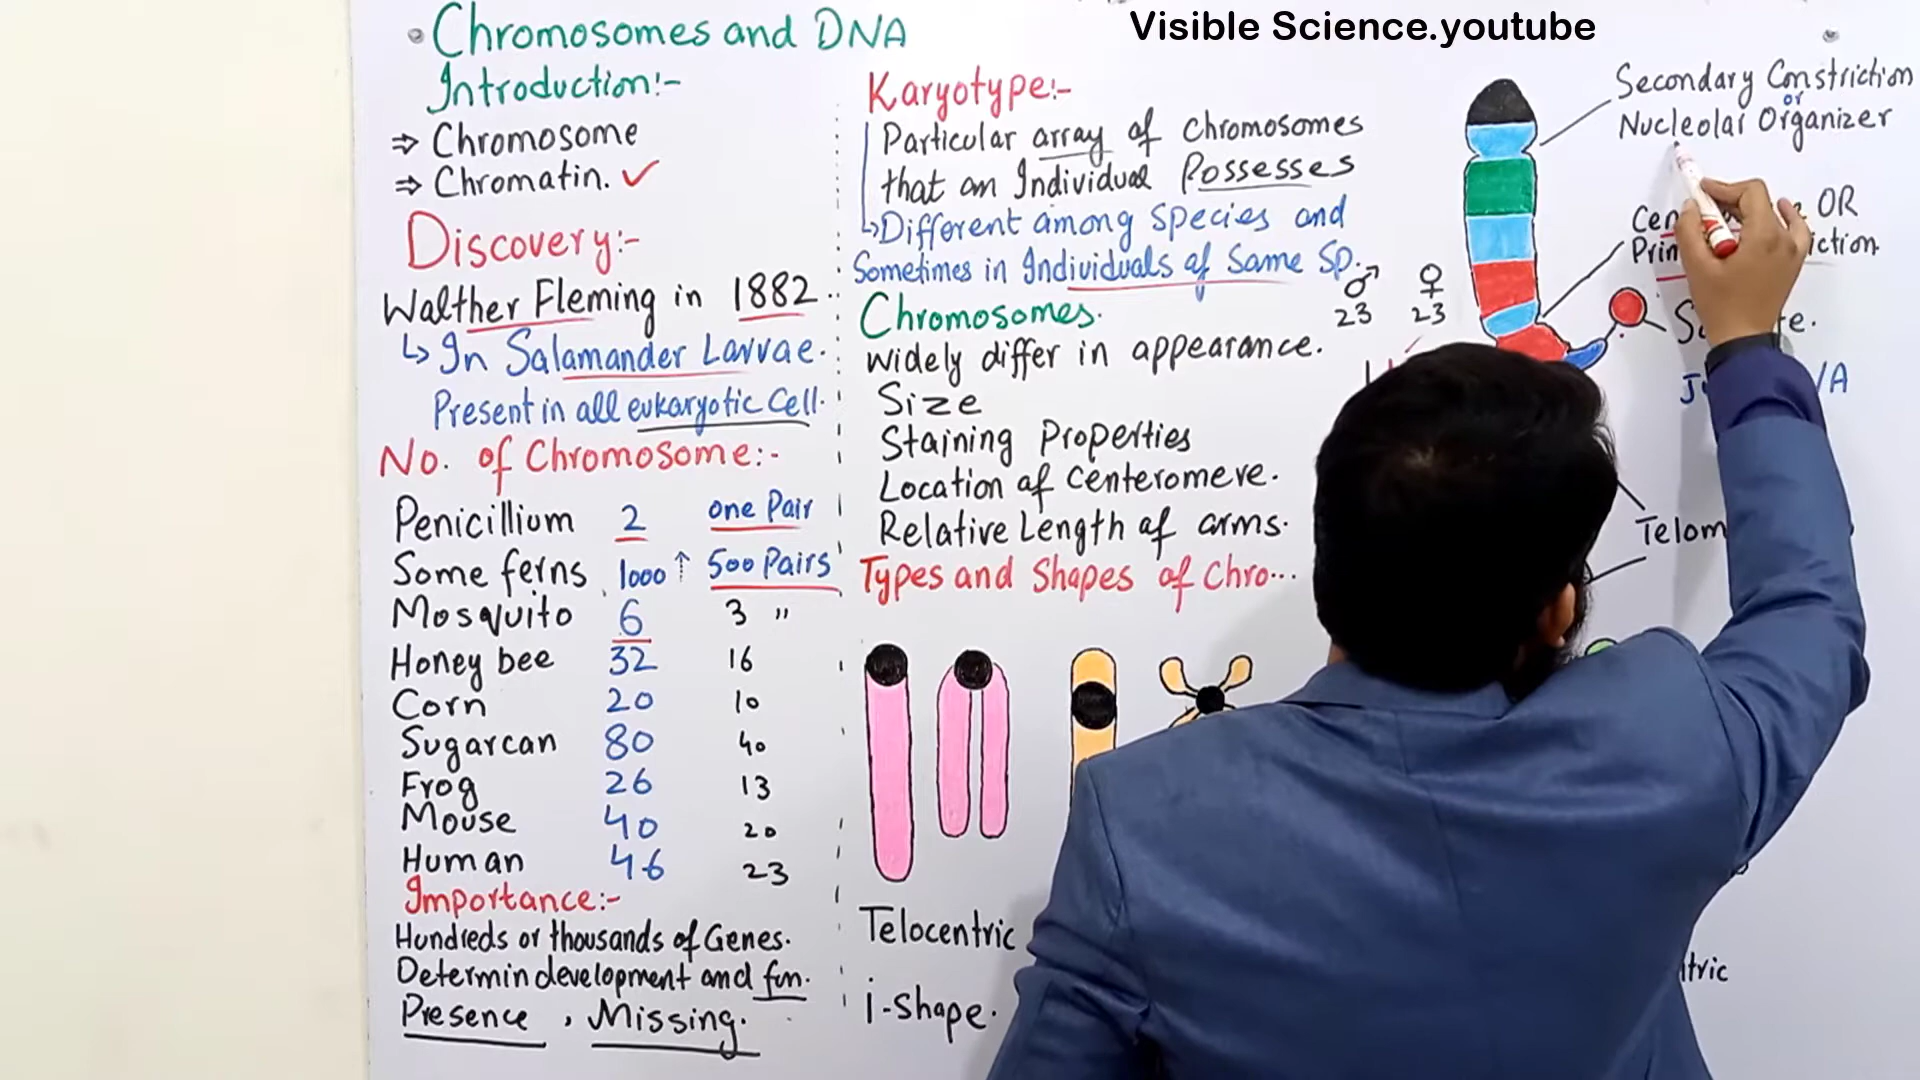 Visible Science.youtube
Chromosomes and DNA
Introduction:-
⇒ Chromosome
⇒ Chromatin. ✓
Discovery:-
Walther Fleming in 1882
↳ In Salamander Larvae.
Present in all eukaryotic Cell.
No. of Chromosome:-
Penicillium 2 one Pair
Some ferns 1000 ↑ 500 Pairs
Mosquito 6 3 "
Honey bee 32 16
Corn 20 10
Sugarcan 80 40
Frog 26 13
Mouse 40 20
Human 46 23
Importance:-
Hundreds or thousands of Genes.
Determin development and fun.
Presence , Missing.
Karyotype:-
Particular array of chromosomes
that an Individual Possesses
↳ Different among species and
Sometimes in Individuals of Same Sp.
Chromosomes.
widely differ in appearance.
Size
Staining Properties
Location of Centeromere.
Relative Length of arms.
Types and Shapes of Chro...
Telocentric
i-shape.
♂ ♀
23 23
Secondary Constriction
or
Nucleolar Organizer
OR